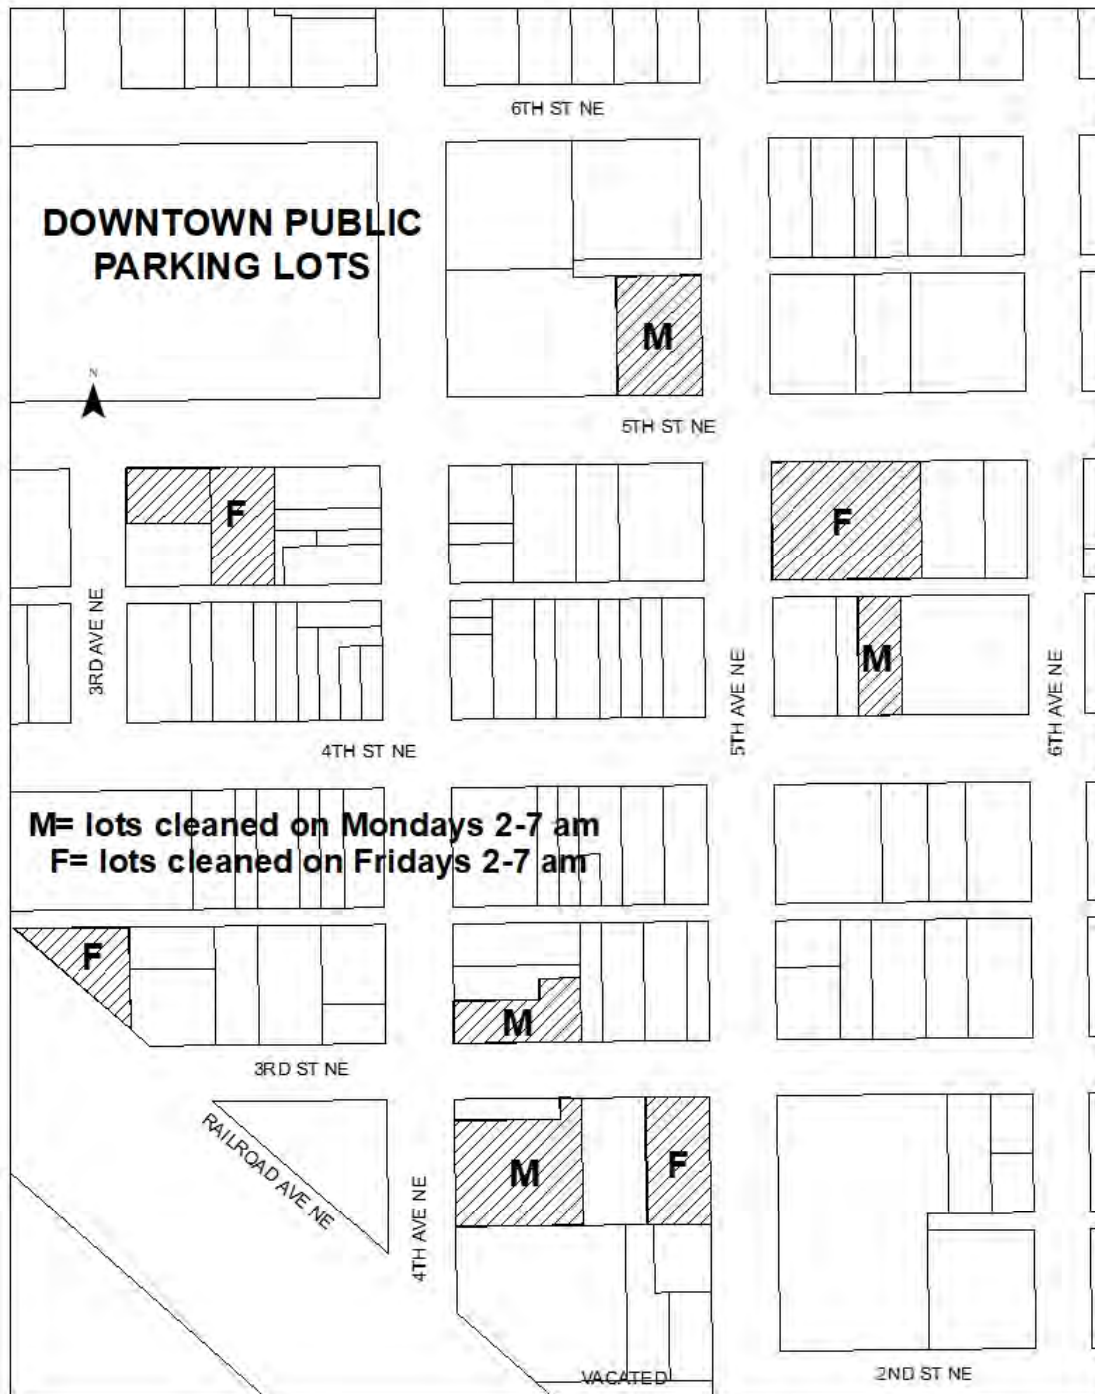 6TH ST NE
DOWNTOWN PUBLIC
PARKING LOTS
M
N
5TH ST NE
F
F
3RD AVE NE
M
5TH AVE NE
6TH AVE NE
4TH ST NE
M= lots cleaned on Mondays 2-7 am
F= lots cleaned on Fridays 2-7 am
F
M
3RD ST NE
RAILROAD AVE NE
M
F
4TH AVE NE
VACATED
2ND ST NE